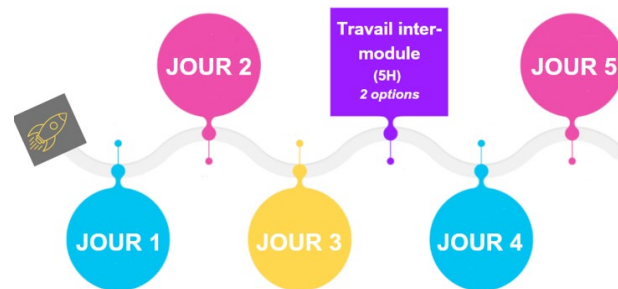 JOUR 1
JOUR 2
JOUR 3
Travail inter-
module
(5H)
2 options
JOUR 4
JOUR 5